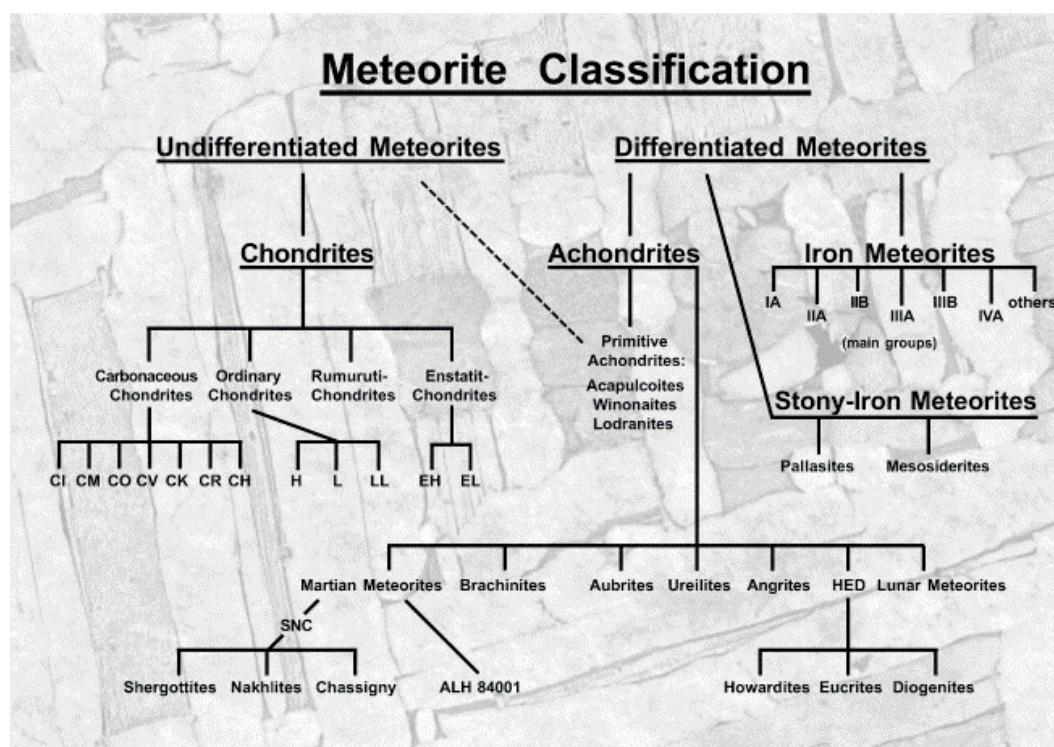 Meteorite Classification
Undifferentiated Meteorites
Differentiated Meteorites
Chondrites
Achondrites
Iron Meteorites
IA
IIA
IIB
IIIA
IIIB
IVA
others
(main groups)
Primitive
Achondrites:
Acapulcoites
Winonaites
Lodranites
Carbonaceous
Chondrites
Ordinary
Chondrites
Rumuruti-
Chondrites
Enstatit-
Chondrites
Stony-Iron Meteorites
Pallasites
Mesosiderites
CI CM CO CV CK CR CH
H L LL
EH EL
Martian Meteorites
Brachinites
Aubrites
Ureilites
Angrites
HED
Lunar Meteorites
SNC
Shergottites
Nakhlites
Chassigny
ALH 84001
Howardites
Eucrites
Diogenites